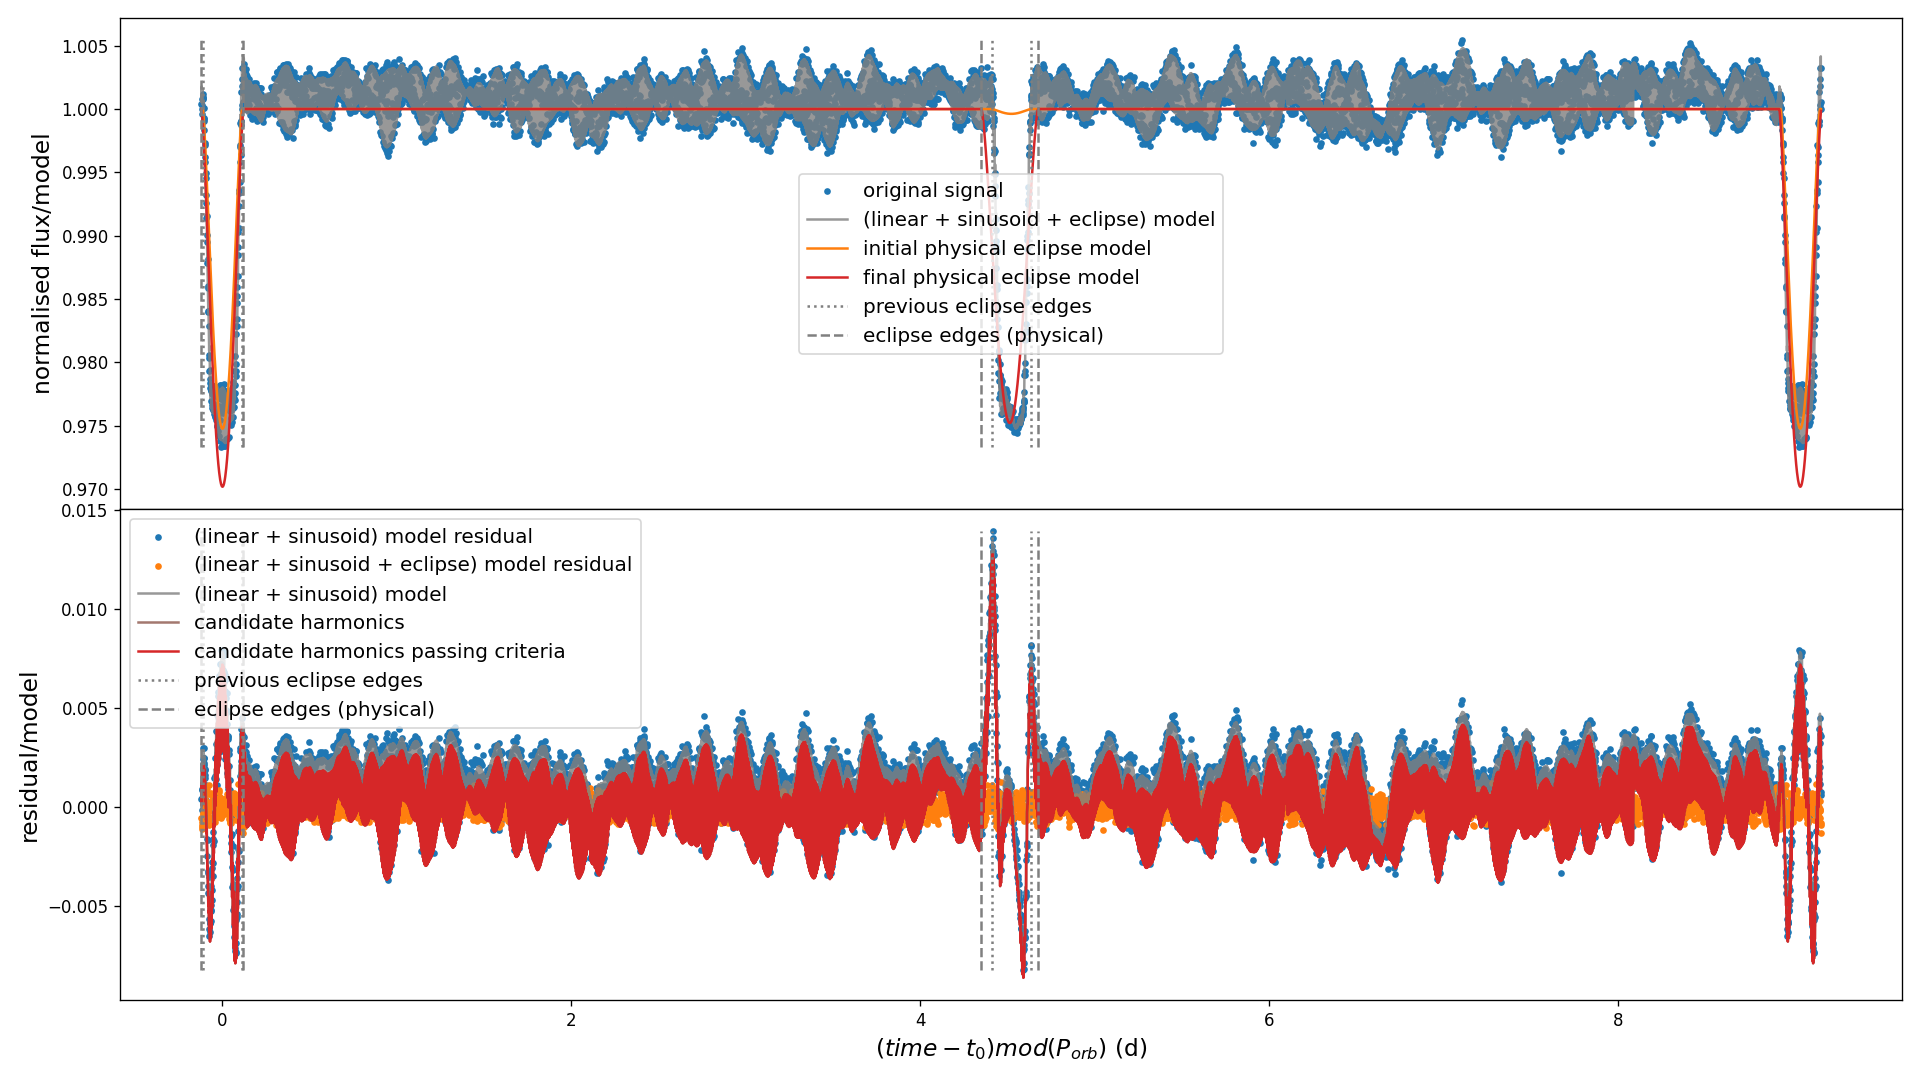 normalised flux/model
1.005
1.000
0.995
0.990
0.985
0.980
0.975
0.970
original signal
(linear + sinusoid + eclipse) model
initial physical eclipse model
final physical eclipse model
previous eclipse edges
eclipse edges (physical)
residual/model
0.015
0.010
0.005
0.000
−0.005
(linear + sinusoid) model residual
(linear + sinusoid + eclipse) model residual
(linear + sinusoid) model
candidate harmonics
candidate harmonics passing criteria
previous eclipse edges
eclipse edges (physical)
0 2 4 6 8
(time − t₀)mod(Pₒᵣb) (d)